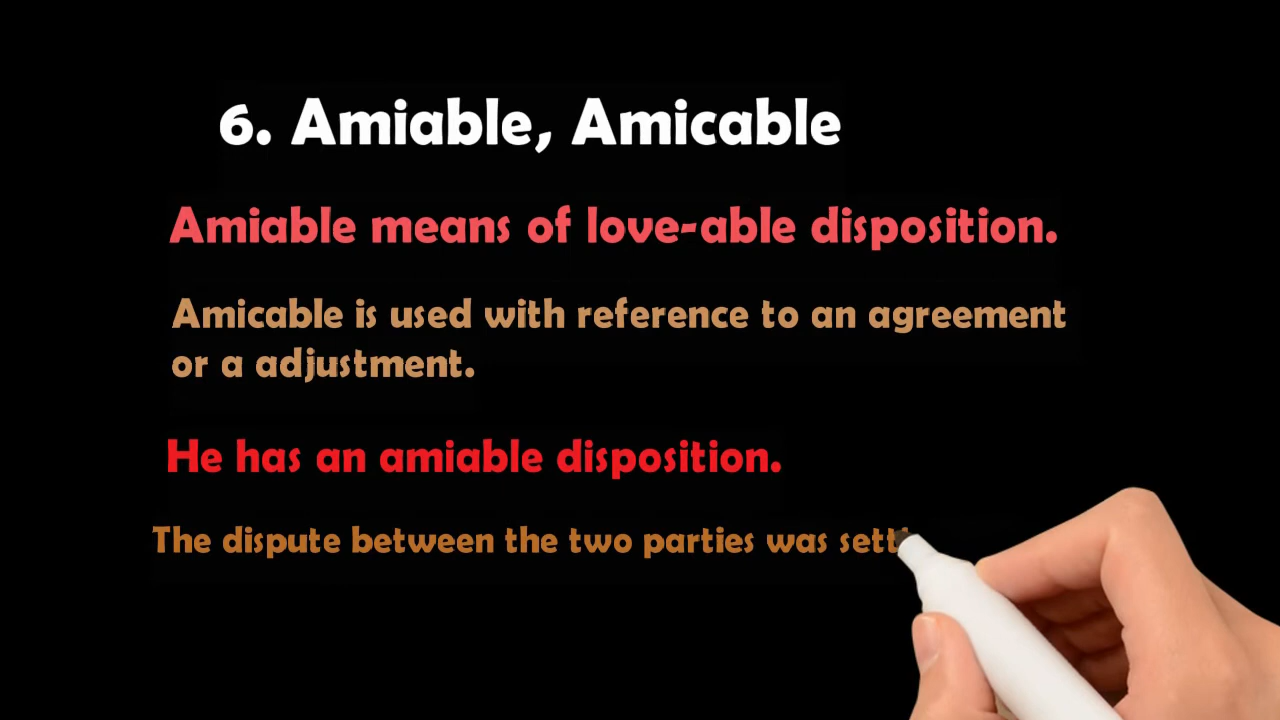 6. Amiable, Amicable
Amiable means of love-able disposition.
Amicable is used with reference to an agreement
or a adjustment.
He has an amiable disposition.
The dispute between the two parties was